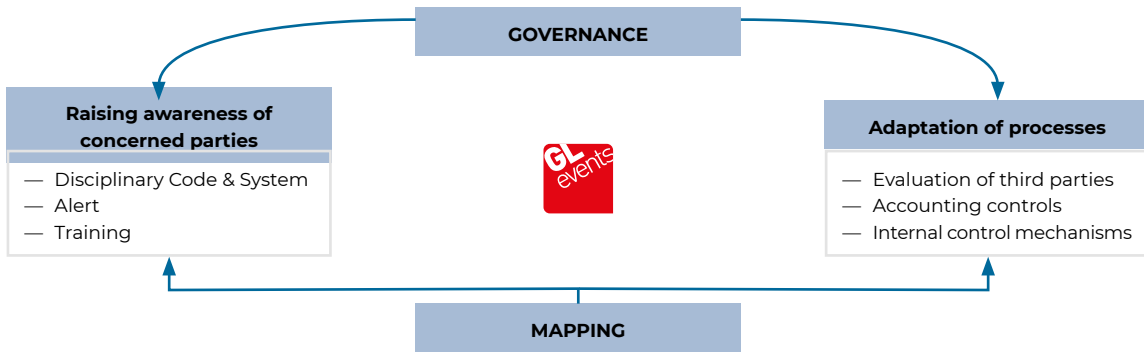 GOVERNANCE
Raising awareness of
concerned parties
— Disciplinary Code & System
— Alert
— Training
GL
events
Adaptation of processes
— Evaluation of third parties
— Accounting controls
— Internal control mechanisms
MAPPING